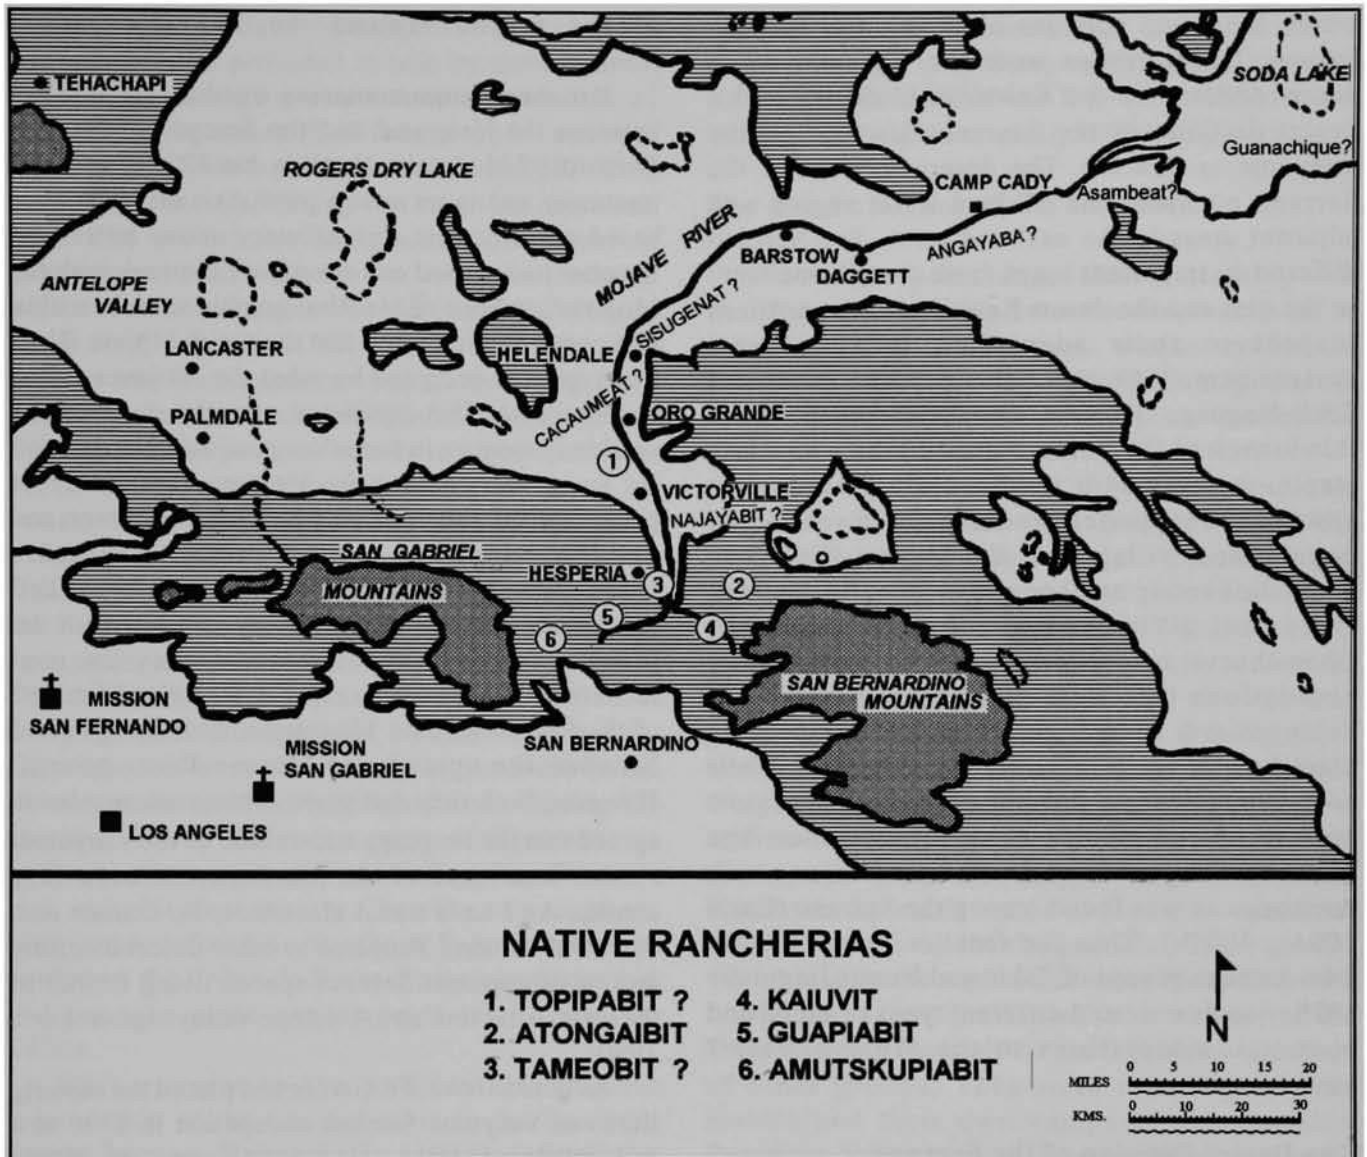 TEHACHAPI
SODA LAKE
Guanachique?
ROGERS DRY LAKE
CAMP CADY
Asambeat?
MOJAVE RIVER
BARSTOW
ANGAYABA ?
DAGGETT
ANTELOPE
VALLEY
SISUGENAT ?
LANCASTER
HELENDALE
CACAUMEAT ?
PALMDALE
ORO GRANDE
1
VICTORVILLE
NAJAYABIT ?
SAN GABRIEL
MOUNTAINS
HESPERIA
3
2
5
4
6
SAN BERNARDINO
MOUNTAINS
MISSION
SAN FERNANDO
MISSION
SAN GABRIEL
SAN BERNARDINO
LOS ANGELES
NATIVE RANCHERIAS
1. TOPIPABIT ?
2. ATONGAIBIT
3. TAMEOBIT ?
4. KAIUVIT
5. GUAPIABIT
6. AMUTSKUPIABIT
N
MILES 0 5 10 15 20
KMS. 0 10 20 30